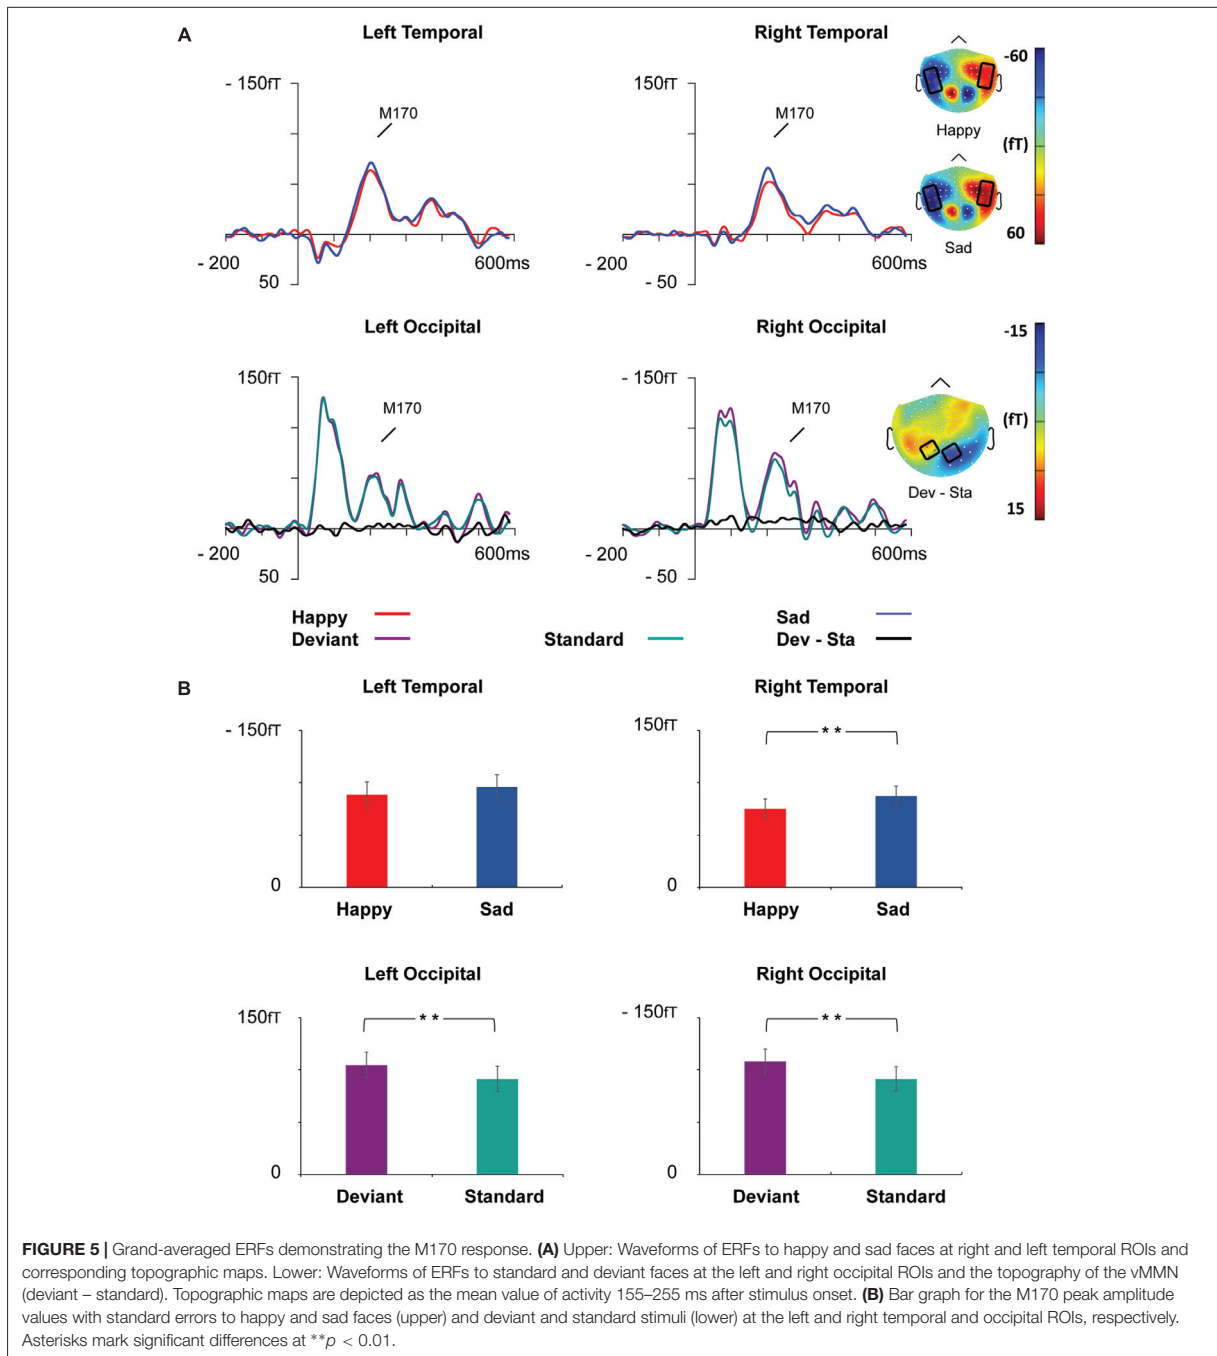 A
Left Temporal
Right Temporal
- 150fT
M170
- 200
600ms
50
150fT
M170
- 200
600ms
- 50
-60
(fT)
60
Happy
Sad
Left Occipital
Right Occipital
150fT
M170
- 200
600ms
50
- 150fT
M170
- 200
600ms
- 50
-15
(fT)
15
Dev - Sta
Happy
Sad
Deviant
Standard
Dev - Sta
B
Left Temporal
Right Temporal
- 150fT
0
Happy
Sad
150fT
* *
0
Happy
Sad
Left Occipital
Right Occipital
150fT
* *
0
Deviant
Standard
- 150fT
* *
0
Deviant
Standard
FIGURE 5 | Grand-averaged ERFs demonstrating the M170 response. (A) Upper: Waveforms of ERFs to happy and sad faces at right and left temporal ROIs and
corresponding topographic maps. Lower: Waveforms of ERFs to standard and deviant faces at the left and right occipital ROIs and the topography of the vMMN
(deviant – standard). Topographic maps are depicted as the mean value of activity 155–255 ms after stimulus onset. (B) Bar graph for the M170 peak amplitude
values with standard errors to happy and sad faces (upper) and deviant and standard stimuli (lower) at the left and right temporal and occipital ROIs, respectively.
Asterisks mark significant differences at **p < 0.01.